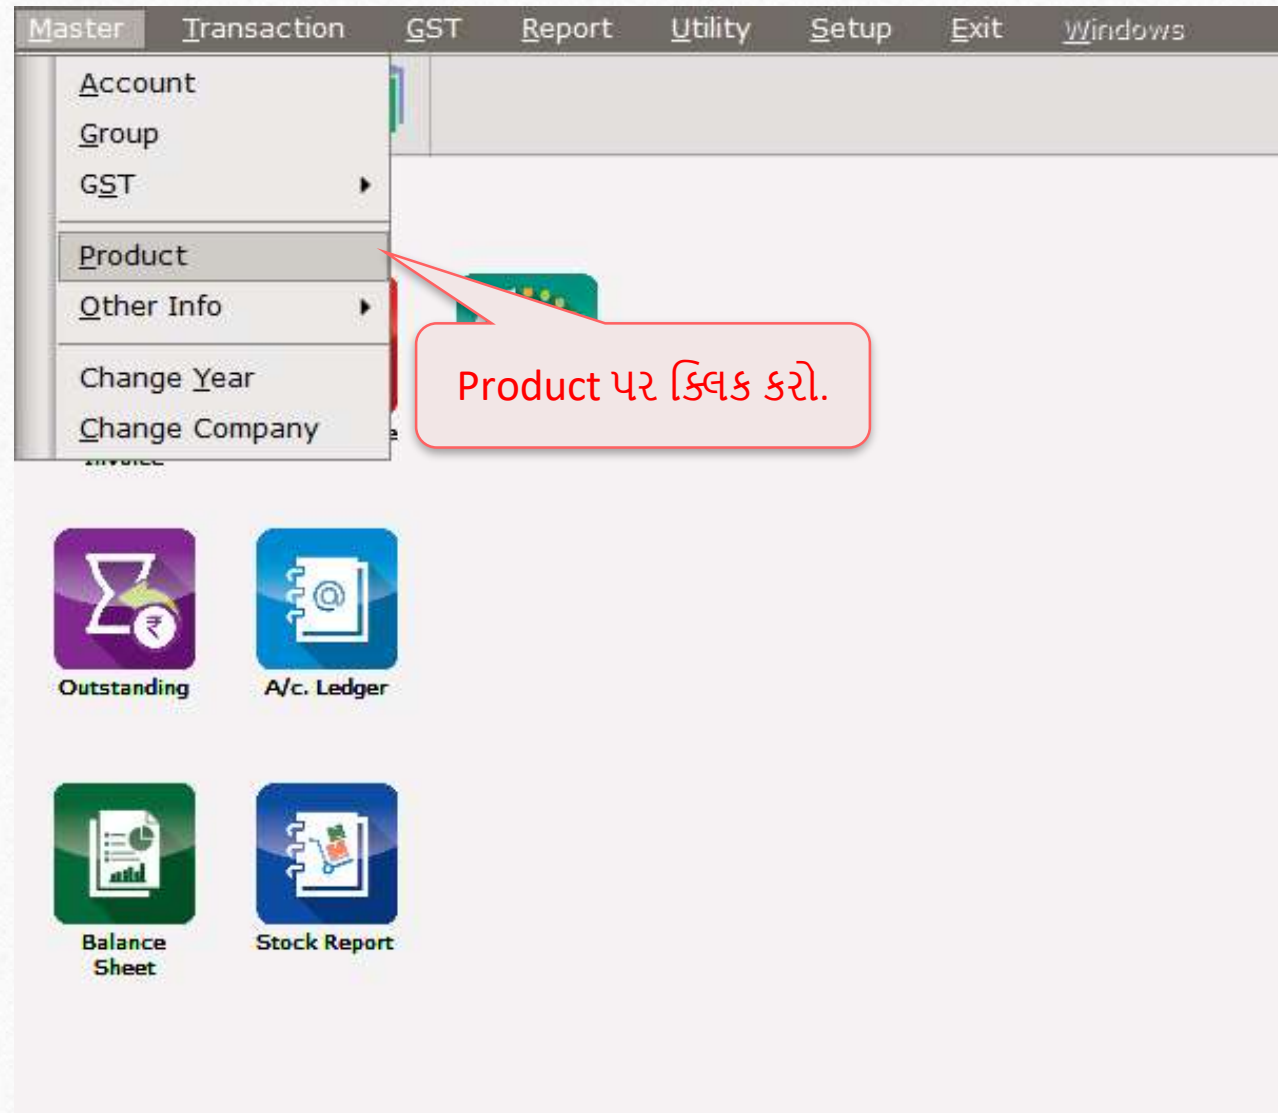 Master Transaction GST Report Utility Setup Exit Windows
Account
Group
GST
Product
Other Info
Change Year
Change Company
Product પર ક્લિક કરો.
Outstanding
A/c. Ledger
Balance
Sheet
Stock Report